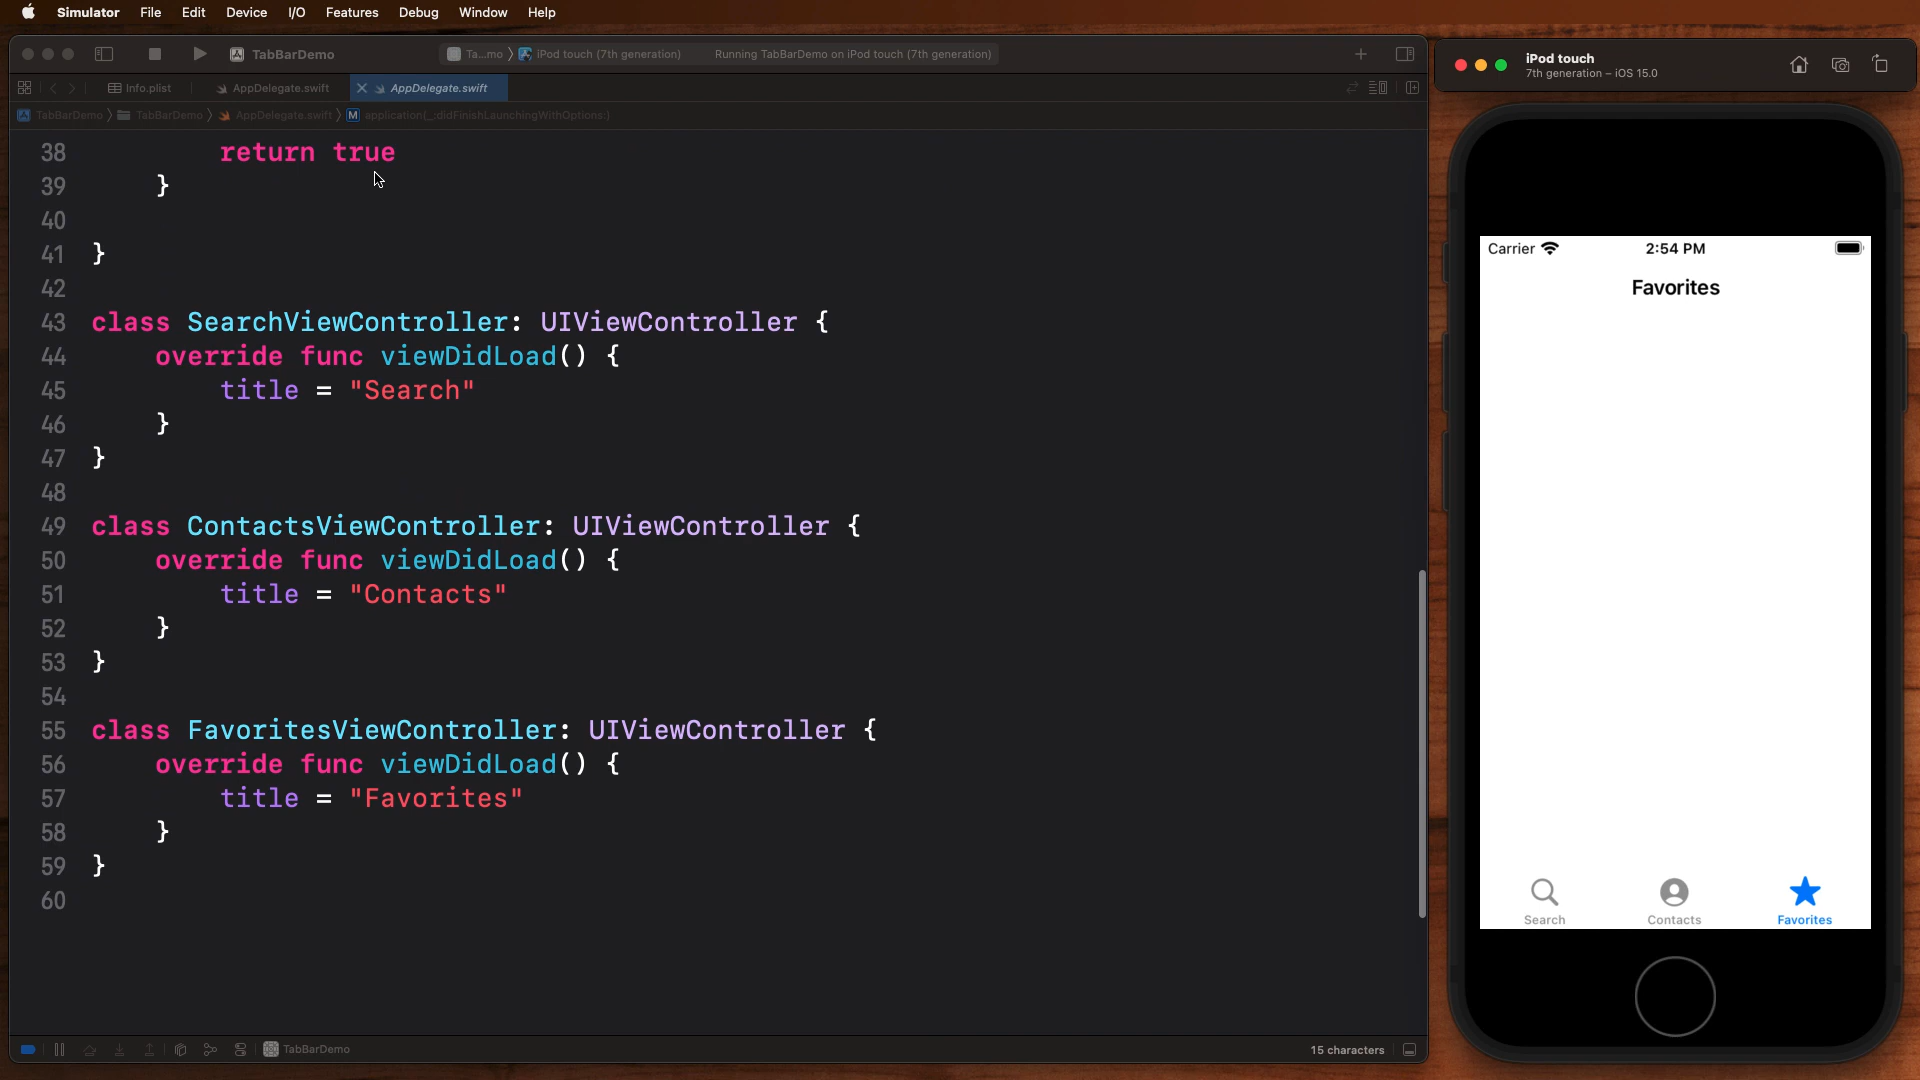 Simulator File Edit Device I/O Features Debug Window Help
TabBarDemo Ta...mo iPod touch (7th generation) Running TabBarDemo on iPod touch (7th generation)
Info.plist AppDelegate.swift AppDelegate.swift
TabBarDemo TabBarDemo AppDelegate.swift M application(_:didFinishLaunchingWithOptions:)
38 return true
39 }
40
41 }
42
43 class SearchViewController: UIViewController {
44 override func viewDidLoad() {
45 title = "Search"
46 }
47 }
48
49 class ContactsViewController: UIViewController {
50 override func viewDidLoad() {
51 title = "Contacts"
52 }
53 }
54
55 class FavoritesViewController: UIViewController {
56 override func viewDidLoad() {
57 title = "Favorites"
58 }
59 }
60
TabBarDemo
15 characters
iPod touch
7th generation – iOS 15.0
Carrier 2:54 PM
Favorites
Search Contacts Favorites